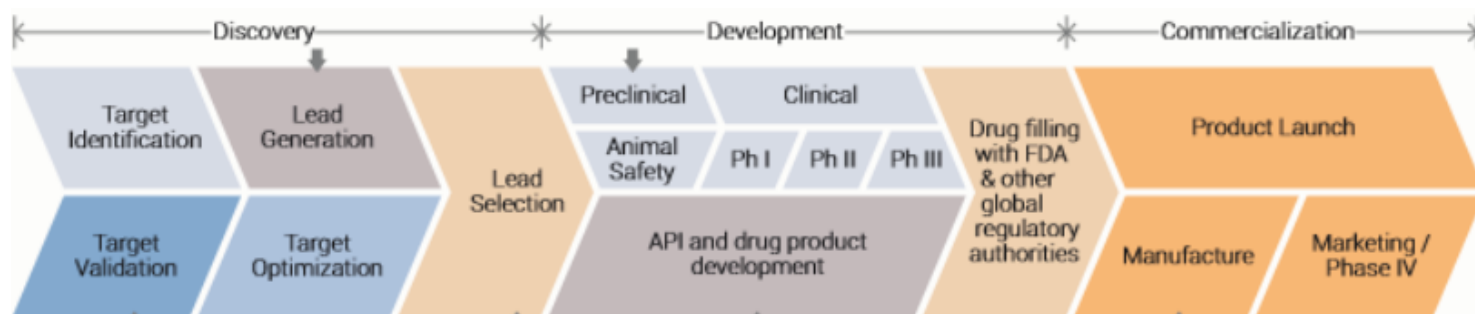 Discovery
Development
Commercialization
Target
Identification
Lead
Generation
Lead
Selection
Preclinical
Clinical
Animal
Safety
Ph I
Ph II
Ph III
Drug filling
with FDA
& other
global
regulatory
authorities
Product Launch
Target
Validation
Target
Optimization
API and drug product
development
Manufacture
Marketing /
Phase IV